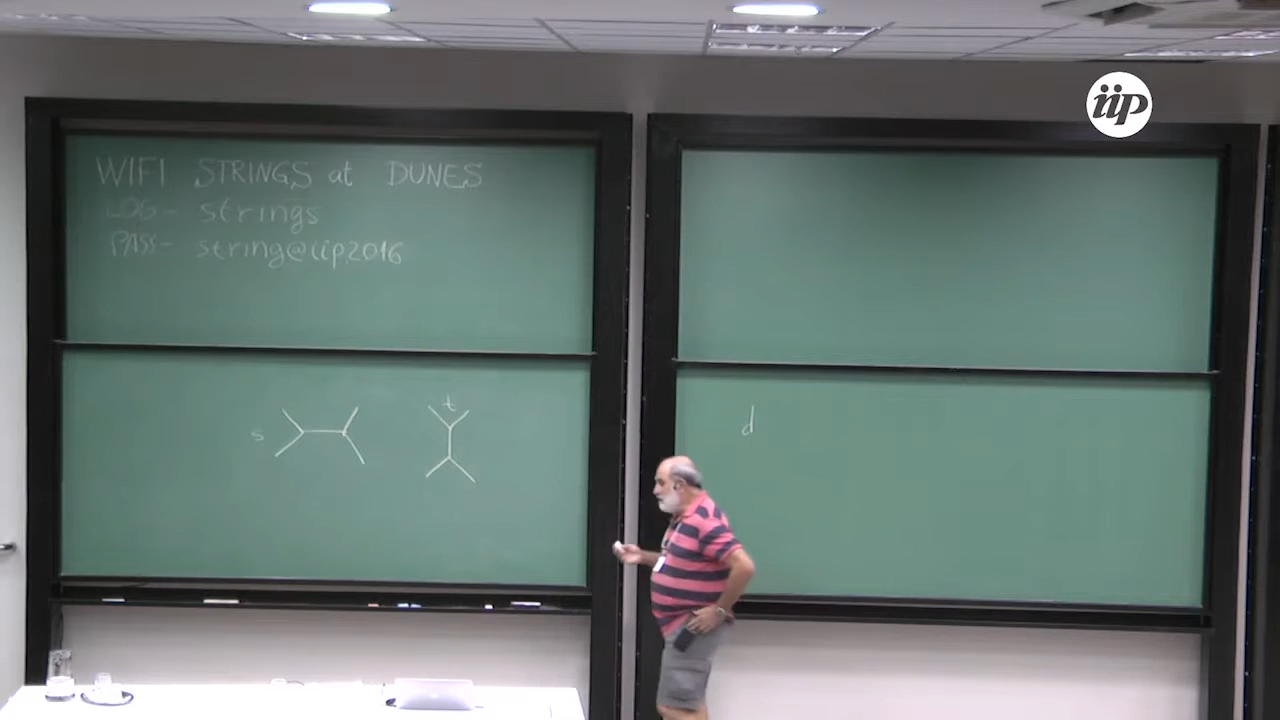 WIFI STRINGS at DUNES
LOG- strings
PASS- string@iip2016
s
t
d
iip